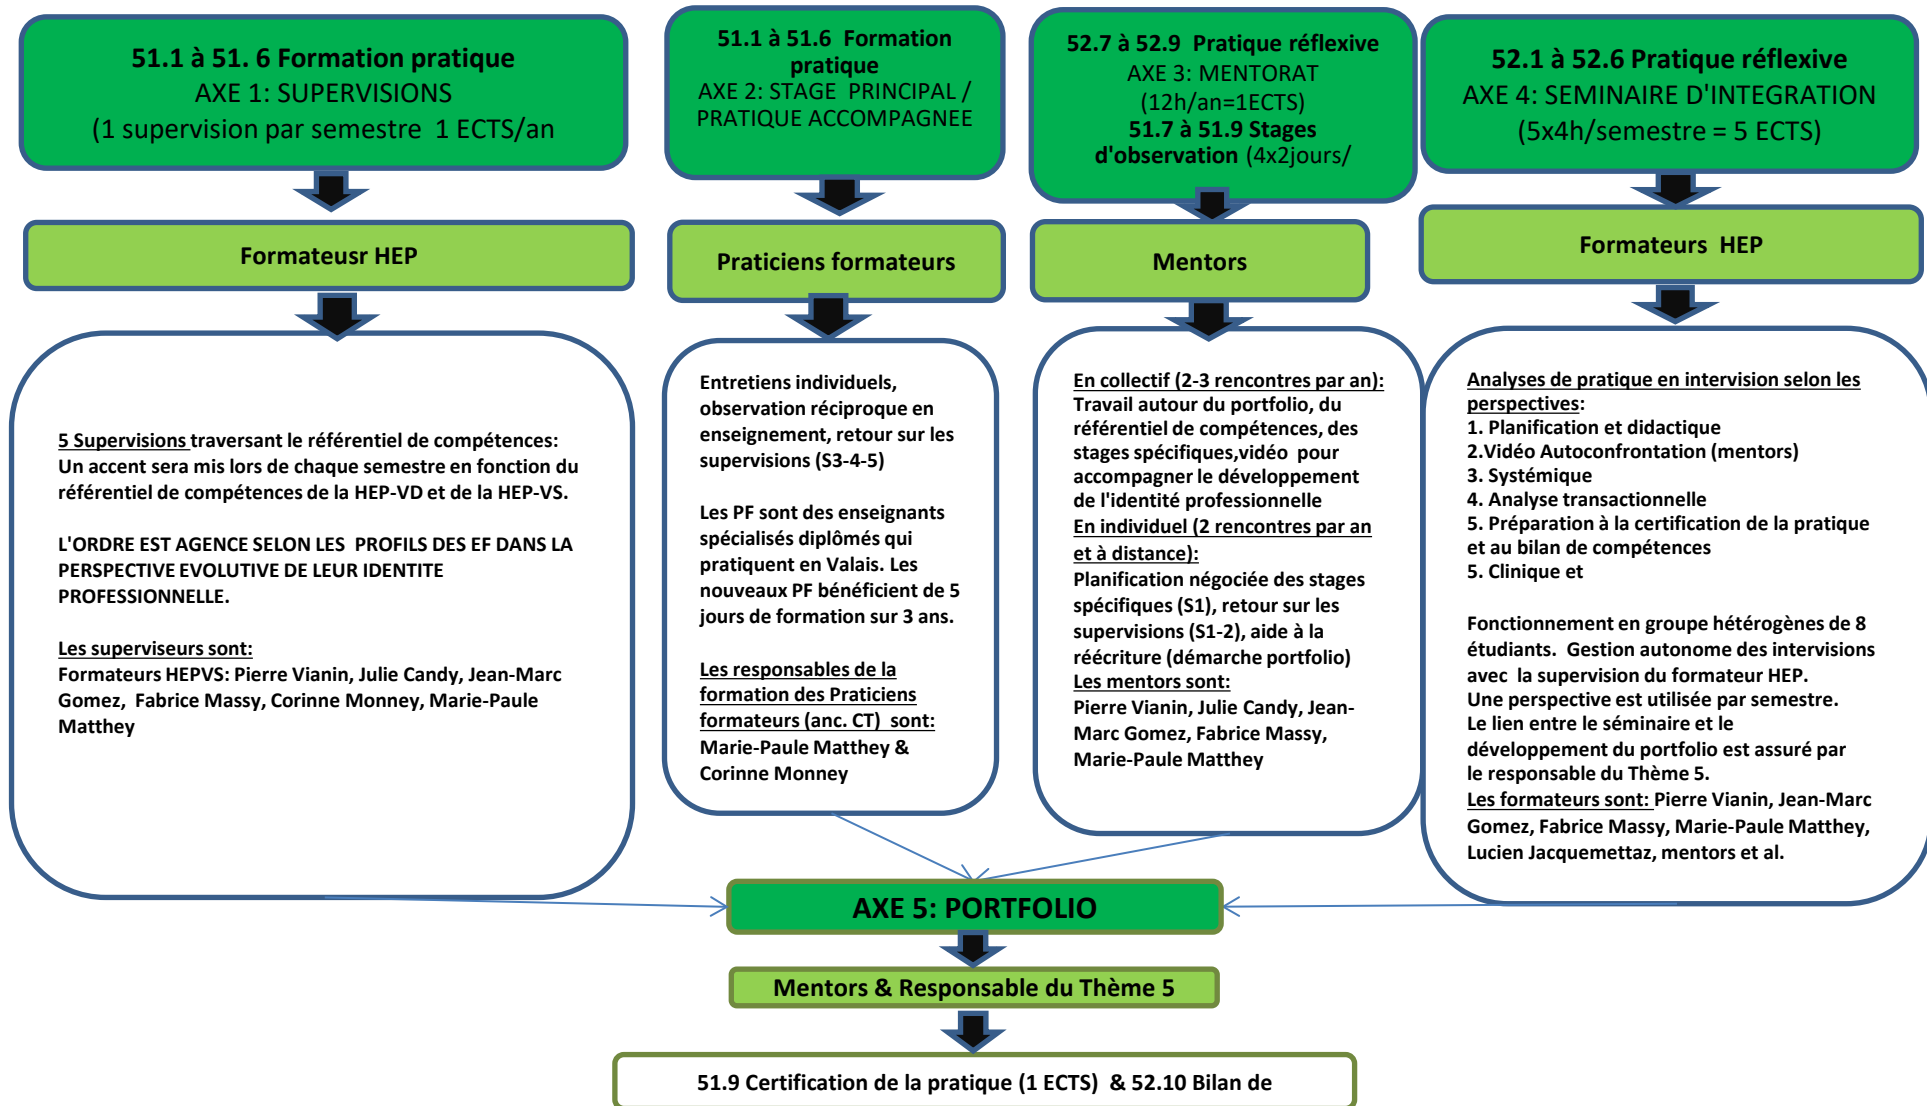 51.1 à 51. 6 Formation pratique
AXE 1: SUPERVISIONS
(1 supervision par semestre 1 ECTS/an
Formateusr HEP
5 Supervisions traversant le référentiel de compétences:
Un accent sera mis lors de chaque semestre en fonction du
référentiel de compétences de la HEP-VD et de la HEP-VS.
L'ORDRE EST AGENCE SELON LES PROFILS DES EF DANS LA
PERSPECTIVE EVOLUTIVE DE LEUR IDENTITE
PROFESSIONNELLE.
Les superviseurs sont:
Formateurs HEPVS: Pierre Vianin, Julie Candy, Jean-Marc
Gomez, Fabrice Massy, Corinne Monney, Marie-Paule
Matthey
51.1 à 51.6 Formation
pratique
AXE 2: STAGE PRINCIPAL /
PRATIQUE ACCOMPAGNEE
Praticiens formateurs
Entretiens individuels,
observation réciproque en
enseignement, retour sur les
supervisions (S3-4-5)
Les PF sont des enseignants
spécialisés diplômés qui
pratiquent en Valais. Les
nouveaux PF bénéficient de 5
jours de formation sur 3 ans.
Les responsables de la
formation des Praticiens
formateurs (anc. CT) sont:
Marie-Paule Matthey &
Corinne Monney
52.7 à 52.9 Pratique réflexive
AXE 3: MENTORAT
(12h/an=1ECTS)
51.7 à 51.9 Stages
d'observation (4x2jours/
Mentors
En collectif (2-3 rencontres par an):
Travail autour du portfolio, du
référentiel de compétences, des
stages spécifiques,vidéo pour
accompagner le développement
de l'identité professionnelle
En individuel (2 rencontres par an
et à distance):
Planification négociée des stages
spécifiques (S1), retour sur les
supervisions (S1-2), aide à la
réécriture (démarche portfolio)
Les mentors sont:
Pierre Vianin, Julie Candy, Jean-
Marc Gomez, Fabrice Massy,
Marie-Paule Matthey
52.1 à 52.6 Pratique réflexive
AXE 4: SEMINAIRE D'INTEGRATION
(5x4h/semestre = 5 ECTS)
Formateurs HEP
Analyses de pratique en intervision selon les
perspectives:
1. Planification et didactique
2.Vidéo Autoconfrontation (mentors)
3. Systémique
4. Analyse transactionnelle
5. Préparation à la certification de la pratique
et au bilan de compétences
5. Clinique et
Fonctionnement en groupe hétérogènes de 8
étudiants. Gestion autonome des intervisions
avec la supervision du formateur HEP.
Une perspective est utilisée par semestre.
Le lien entre le séminaire et le
développement du portfolio est assuré par
le responsable du Thème 5.
Les formateurs sont: Pierre Vianin, Jean-Marc
Gomez, Fabrice Massy, Marie-Paule Matthey,
Lucien Jacquemettaz, mentors et al.
AXE 5: PORTFOLIO
Mentors & Responsable du Thème 5
51.9 Certification de la pratique (1 ECTS) & 52.10 Bilan de